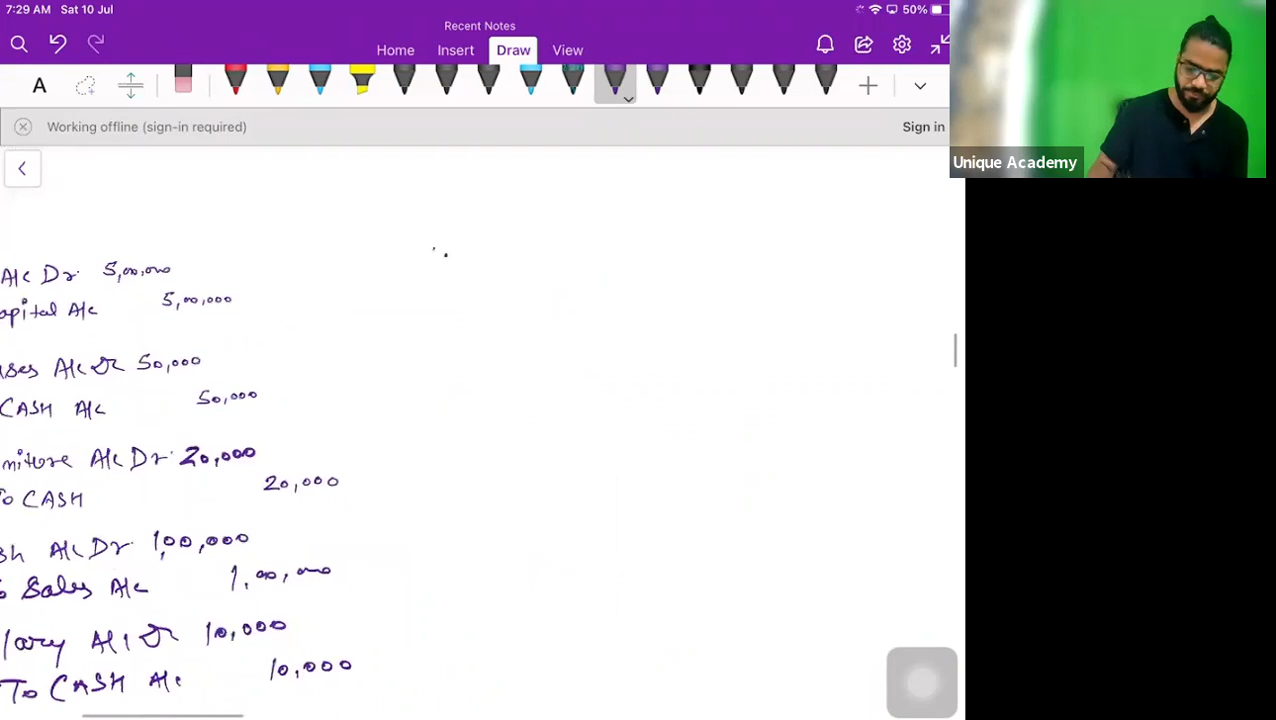 7:29 AM Sat 10 Jul
50%
Recent Notes
Home Insert Draw View
A
Working offline (sign-in required)
Sign in
Unique Academy
A/c Dr. 5,00,000
apital A/c 5,00,000
ses A/c Dr 50,000
CASH A/c 50,000
niture A/c Dr. 20,000
To CASH 20,000
sh A/c Dr. 1,00,000
Sales A/c 1,00,000
lary A/c Dr 10,000
To CASH A/c 10,000